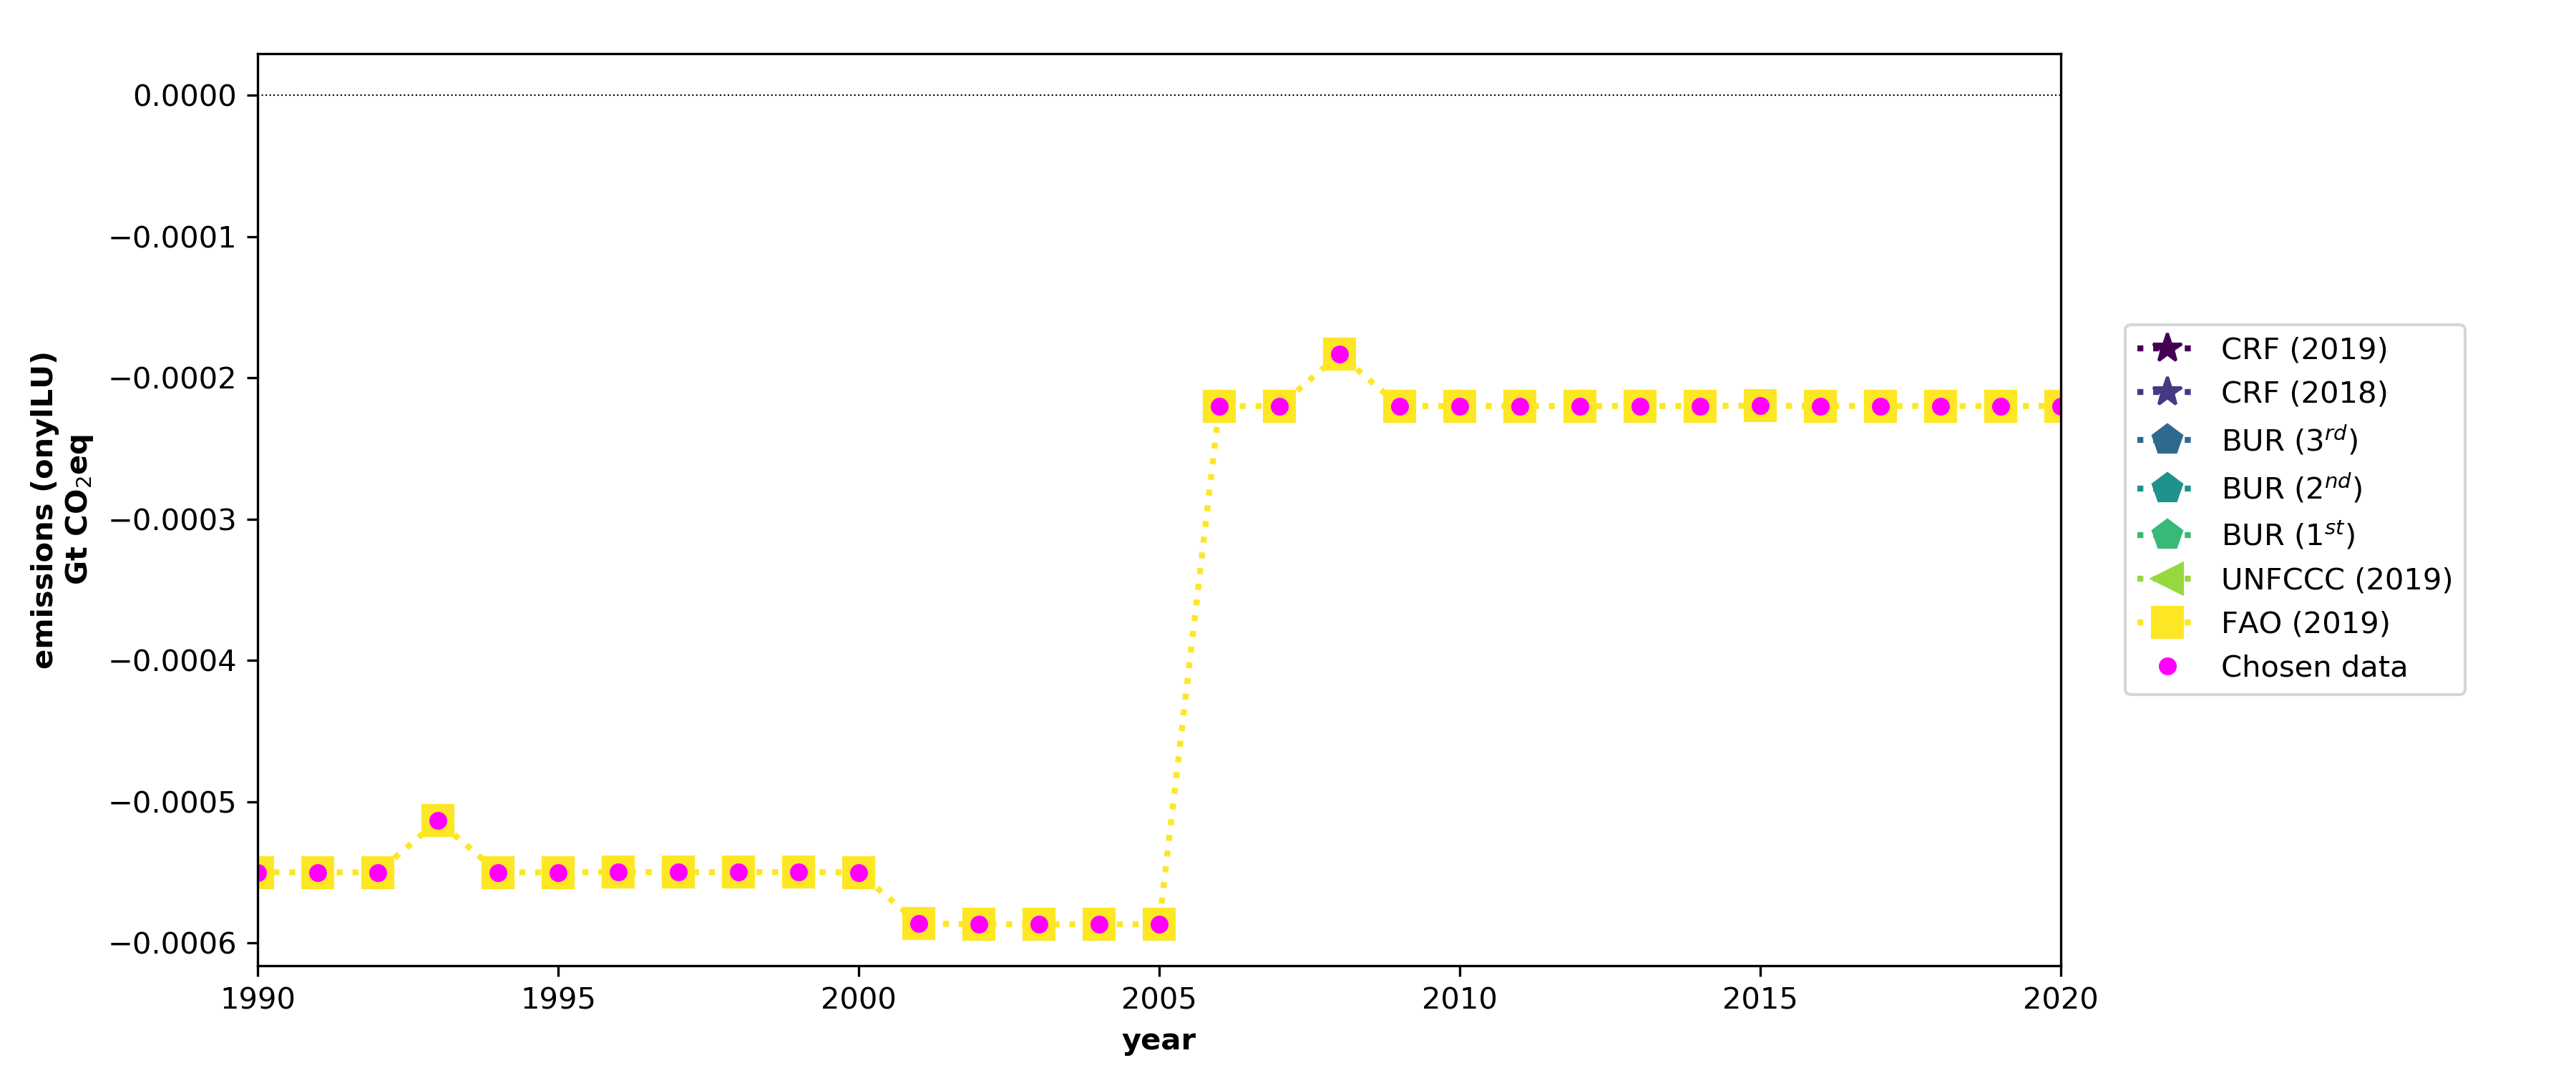 emissions (onylLU)
Gt CO₂eq
0.0000
−0.0001
−0.0002
−0.0003
−0.0004
−0.0005
−0.0006
1990 1995 2000 2005 2010 2015 2020
year
CRF (2019)
CRF (2018)
BUR (3ʳᵈ)
BUR (2ⁿᵈ)
BUR (1ˢᵗ)
UNFCCC (2019)
FAO (2019)
Chosen data